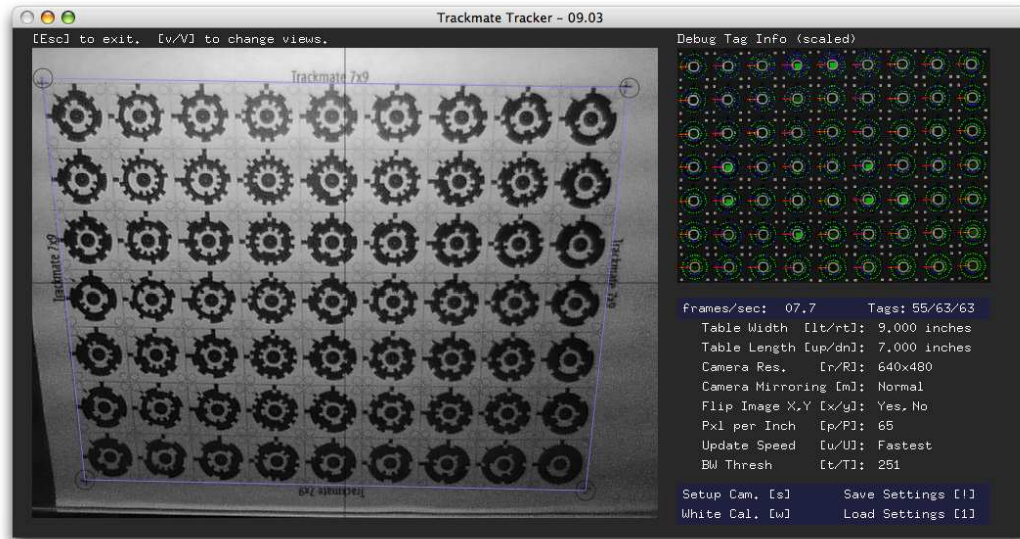 Trackmate Tracker - 09.03
[Esc] to exit. [v/V] to change views.
Trackmate 7x9
Trackmate 7x9
Trackmate 7x9
Trackmate 7x9
Debug Tag Info (scaled)
frames/sec: 07.7 Tags: 55/63/63
Table Width [lt/rt]: 9.000 inches
Table Length [up/dn]: 7.000 inches
Camera Res. [r/R]: 640x480
Camera Mirroring [m]: Normal
Flip Image X,Y [x/y]: Yes, No
Pxl per Inch [p/P]: 65
Update Speed [u/U]: Fastest
BW Thresh [t/T]: 251
Setup Cam. [s] Save Settings [!]
White Cal. [w] Load Settings [1]